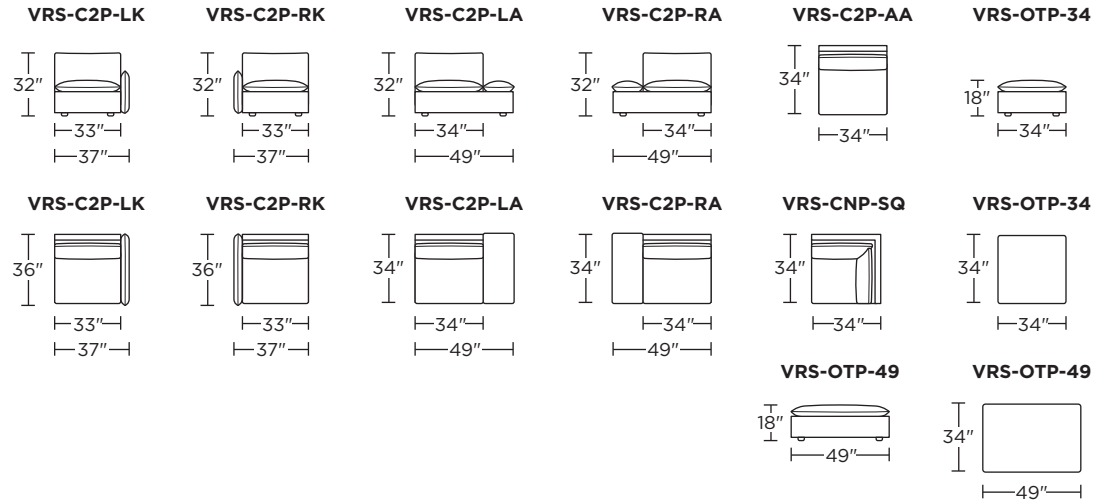 VRS-C2P-LK VRS-C2P-RK VRS-C2P-LA VRS-C2P-RA VRS-C2P-AA VRS-OTP-34
32" 32" 32" 32" 34" 18"
33" 33" 34" 34" 34" 34"
37" 37" 49" 49"
VRS-C2P-LK VRS-C2P-RK VRS-C2P-LA VRS-C2P-RA VRS-CNP-SQ VRS-OTP-34
36" 36" 34" 34" 34" 34"
33" 33" 34" 34" 34" 34"
37" 37" 49" 49"
VRS-OTP-49 VRS-OTP-49
18" 34"
49"
49"